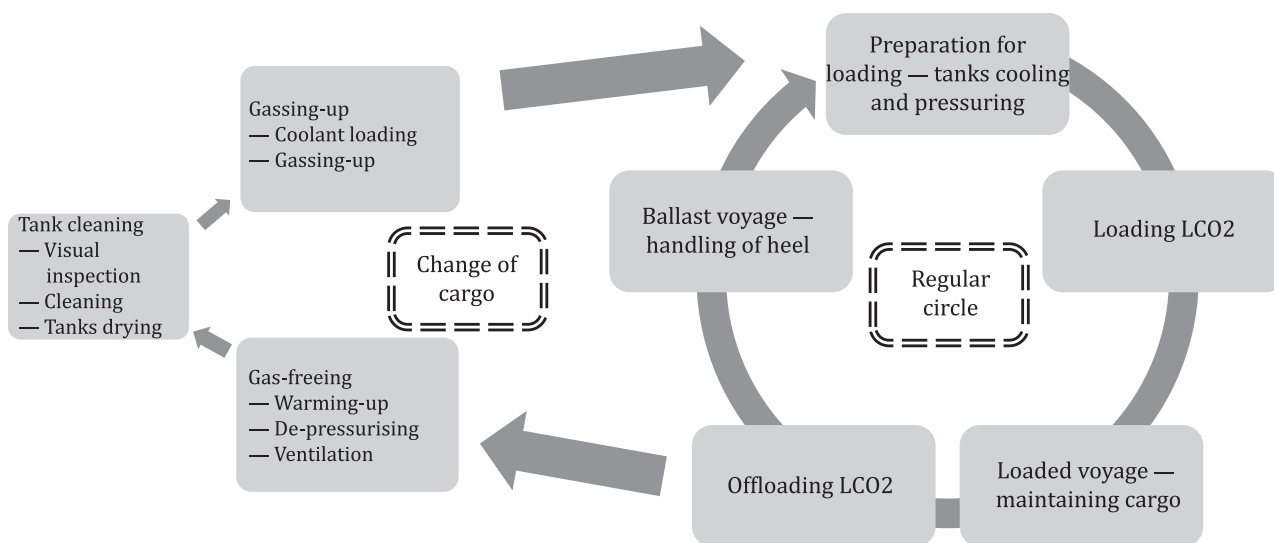 Preparation for
loading — tanks cooling
and pressuring
Gassing-up
— Coolant loading
— Gassing-up
Tank cleaning
— Visual
inspection
— Cleaning
— Tanks drying
Change of
cargo
Ballast voyage —
handling of heel
Regular
circle
Loading LCO2
Gas-freeing
— Warming-up
— De-pressurising
— Ventilation
Offloading LCO2
Loaded voyage —
maintaining cargo